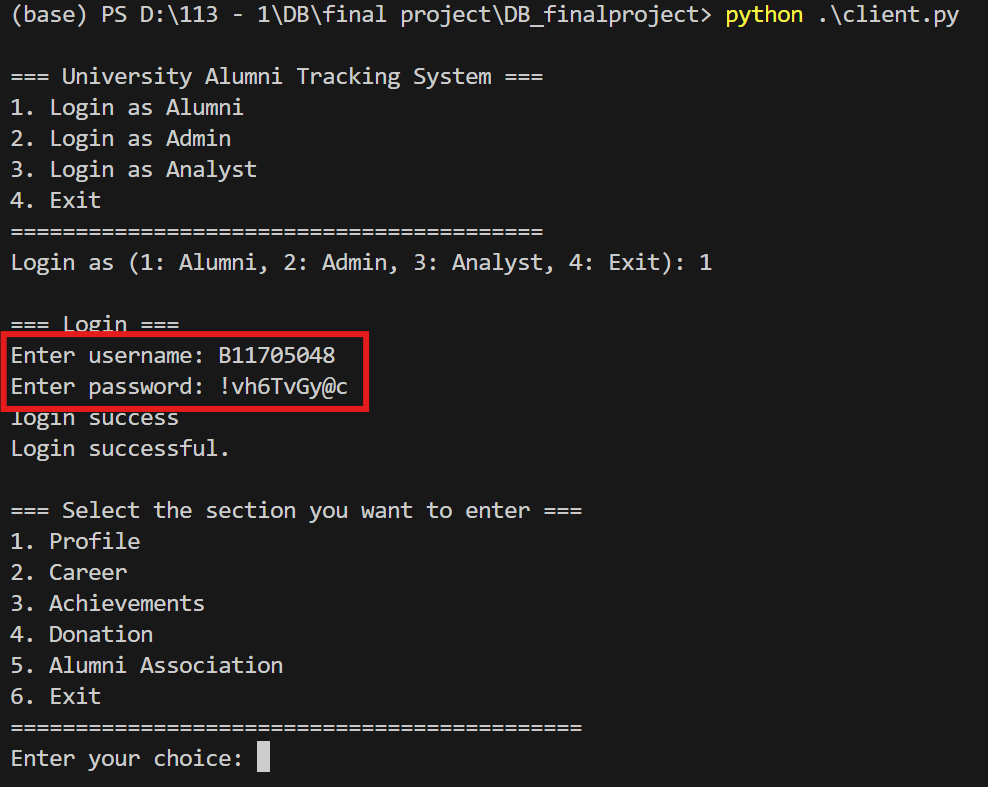 (base) PS D:\113 - 1\DB\final project\DB_finalproject> python .\client.py
=== University Alumni Tracking System ===
1. Login as Alumni
2. Login as Admin
3. Login as Analyst
4. Exit
=========================================
Login as (1: Alumni, 2: Admin, 3: Analyst, 4: Exit): 1
=== Login ===
Enter username: B11705048
Enter password: !vh6TvGy@c
login success
Login successful.
=== Select the section you want to enter ===
1. Profile
2. Career
3. Achievements
4. Donation
5. Alumni Association
6. Exit
============================================
Enter your choice: